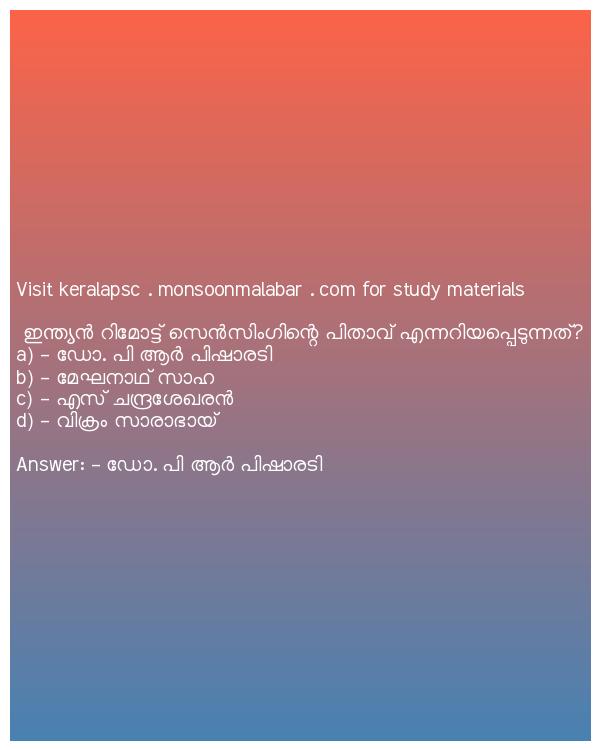 Visit keralapsc . monsoonmalabar . com for study materials
ഇന്ത്യൻ റിമോട്ട് സെൻസിംഗിന്റെ പിതാവ് എന്നറിയപ്പെടുന്നത്?
a) – ഡോ. പി ആർ പിഷാരടി
b) – മേഘനാഥ് സാഹ
c) – എസ് ചന്ദ്രശേഖരൻ
d) – വിക്രം സാരാഭായ്
Answer: – ഡോ. പി ആർ പിഷാരടി